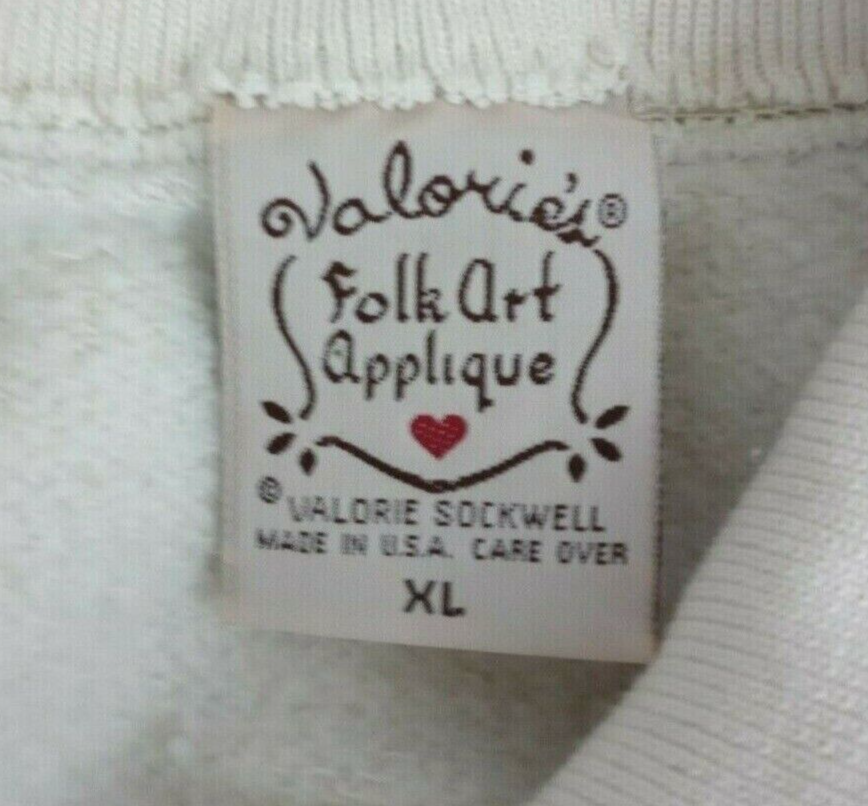 Valorie's®
Folk Art
Applique
© VALORIE SOCKWELL
MADE IN U.S.A. CARE OVER
XL